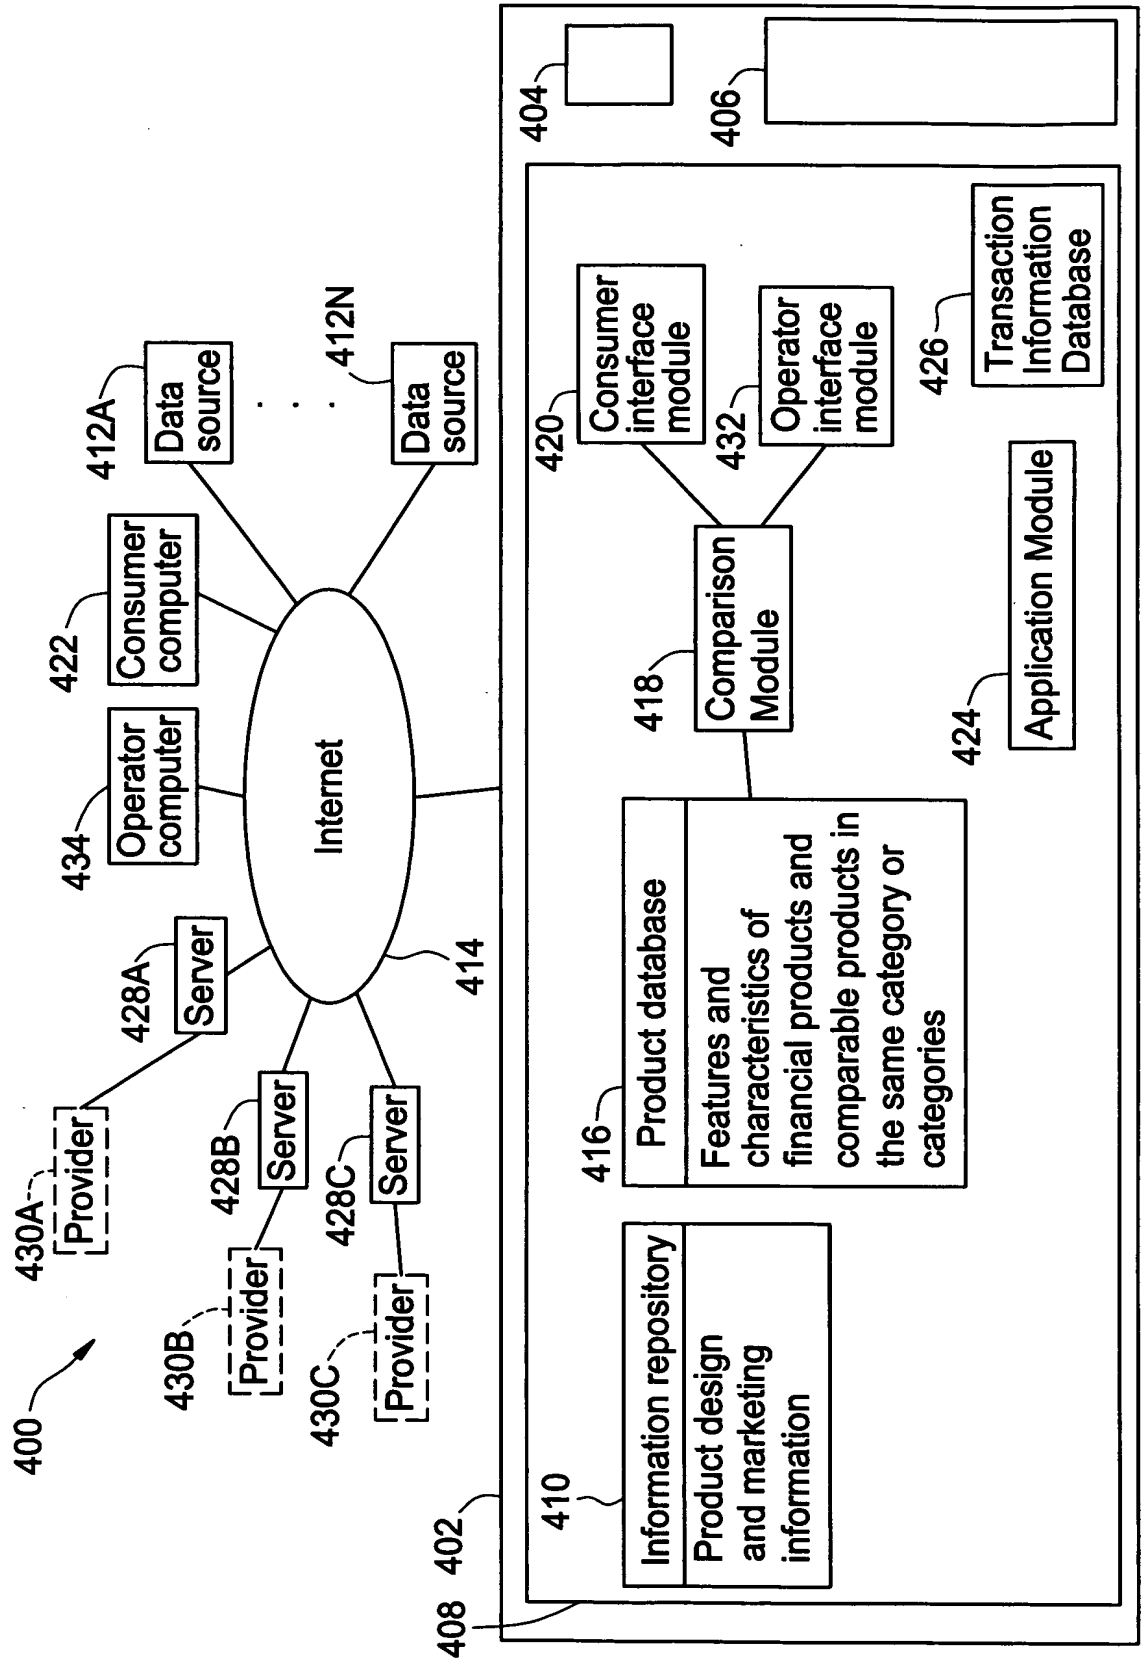 400
430A
Provider
428A
Server
434
Operator
computer
422
Consumer
computer
412A
Data
source
. . .
412N
Data
source
430B
Provider
428B
Server
430C
Provider
428C
Server
Internet
414
402
408
404
406
410
Information repository
Product design
and marketing
information
416
Product database
Features and
characteristics of
financial products and
comparable products in
the same category or
categories
418
Comparison
Module
420
Consumer
interface
module
432
Operator
interface
module
424
Application Module
426
Transaction
Information
Database